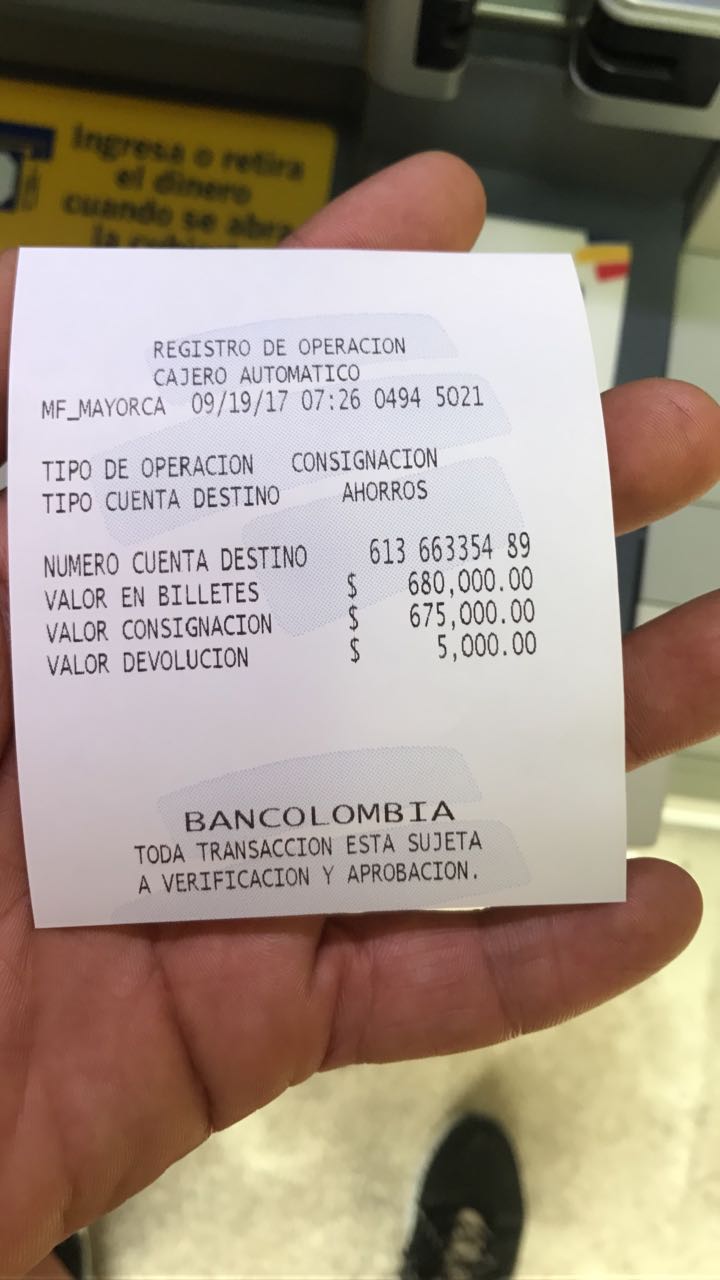 Ingresa o retira
el dinero
cuando se abra
la cubierta
REGISTRO DE OPERACION
CAJERO AUTOMATICO
MF_MAYORCA 09/19/17 07:26 0494 5021
TIPO DE OPERACION CONSIGNACION
TIPO CUENTA DESTINO AHORROS
NUMERO CUENTA DESTINO 613 663354 89
VALOR EN BILLETES $ 680,000.00
VALOR CONSIGNACION $ 675,000.00
VALOR DEVOLUCION $ 5,000.00
BANCOLOMBIA
TODA TRANSACCION ESTA SUJETA
A VERIFICACION Y APROBACION.